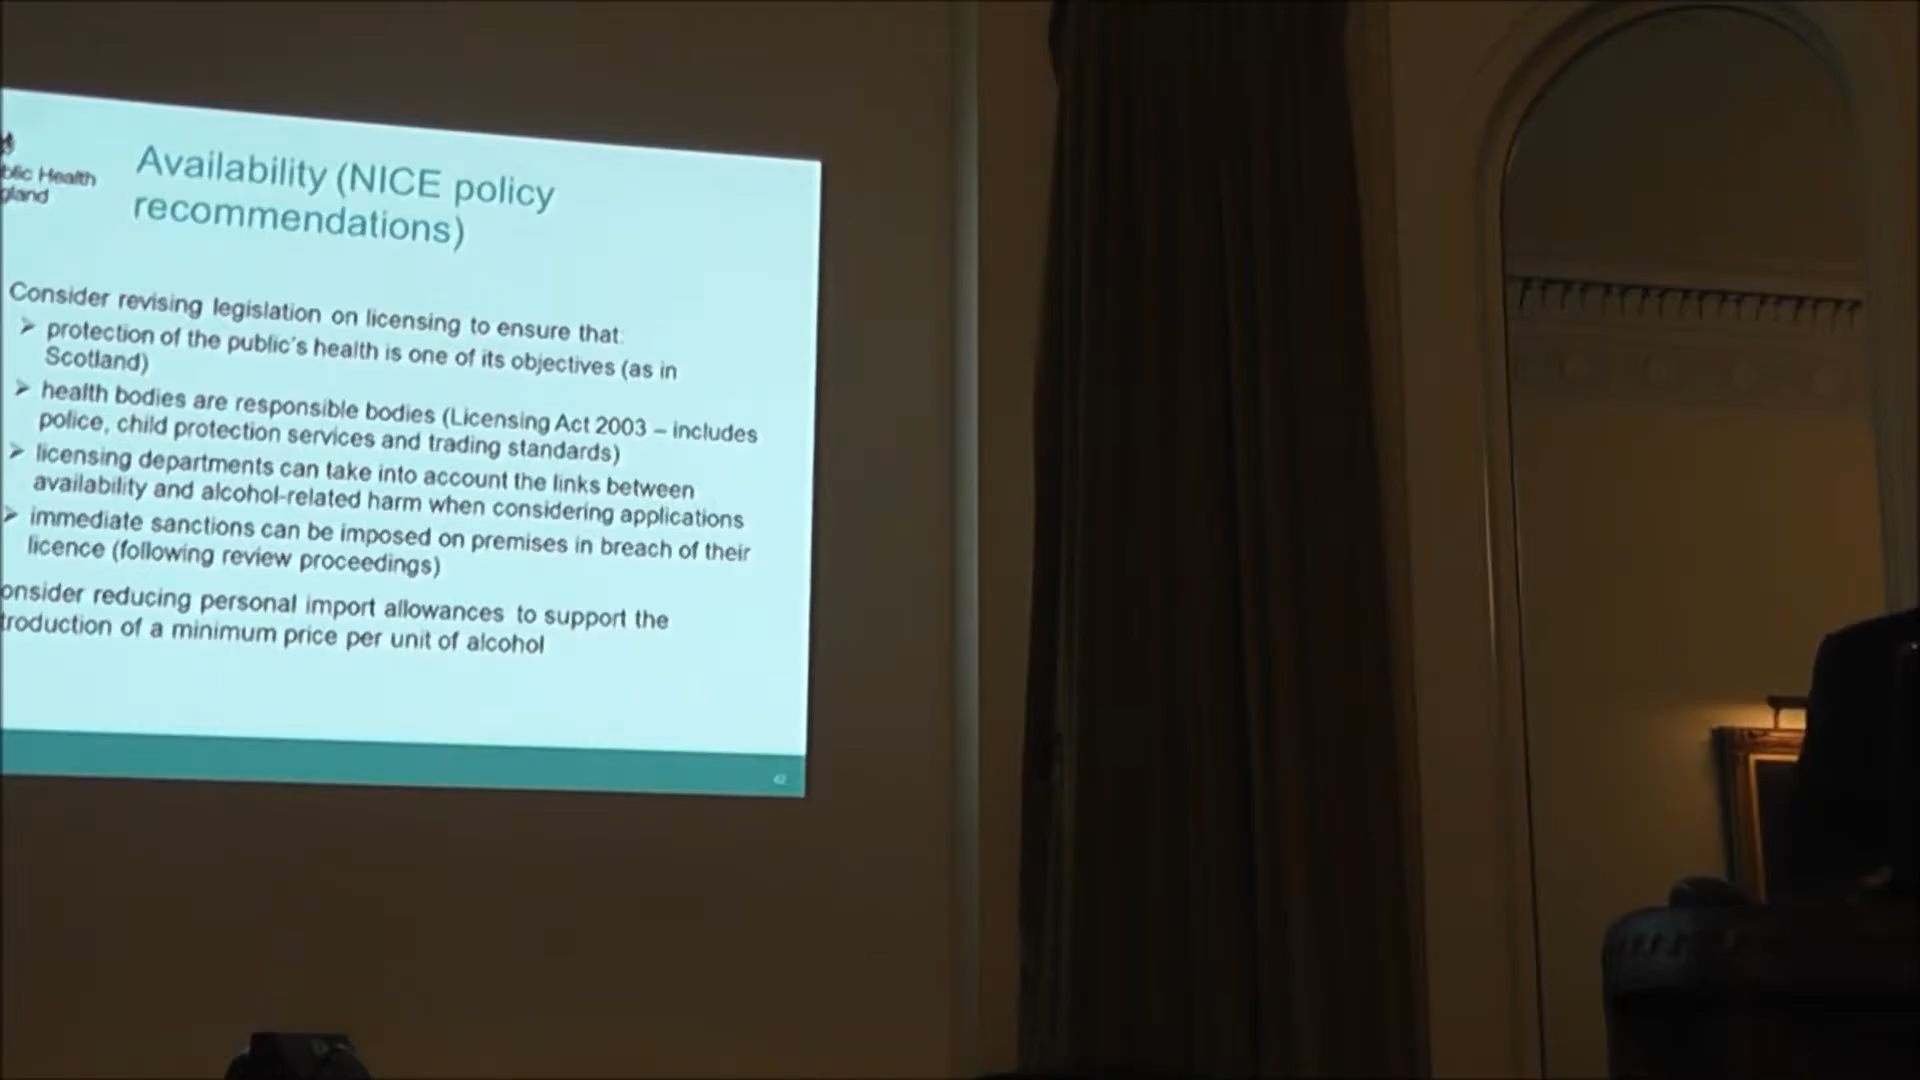 blic Health
gland
Availability (NICE policy
recommendations)
Consider revising legislation on licensing to ensure that:
➢ protection of the public's health is one of its objectives (as in
Scotland)
➢ health bodies are responsible bodies (Licensing Act 2003 – includes
police, child protection services and trading standards)
➢ licensing departments can take into account the links between
availability and alcohol-related harm when considering applications
➢ immediate sanctions can be imposed on premises in breach of their
licence (following review proceedings)
onsider reducing personal import allowances to support the
troduction of a minimum price per unit of alcohol